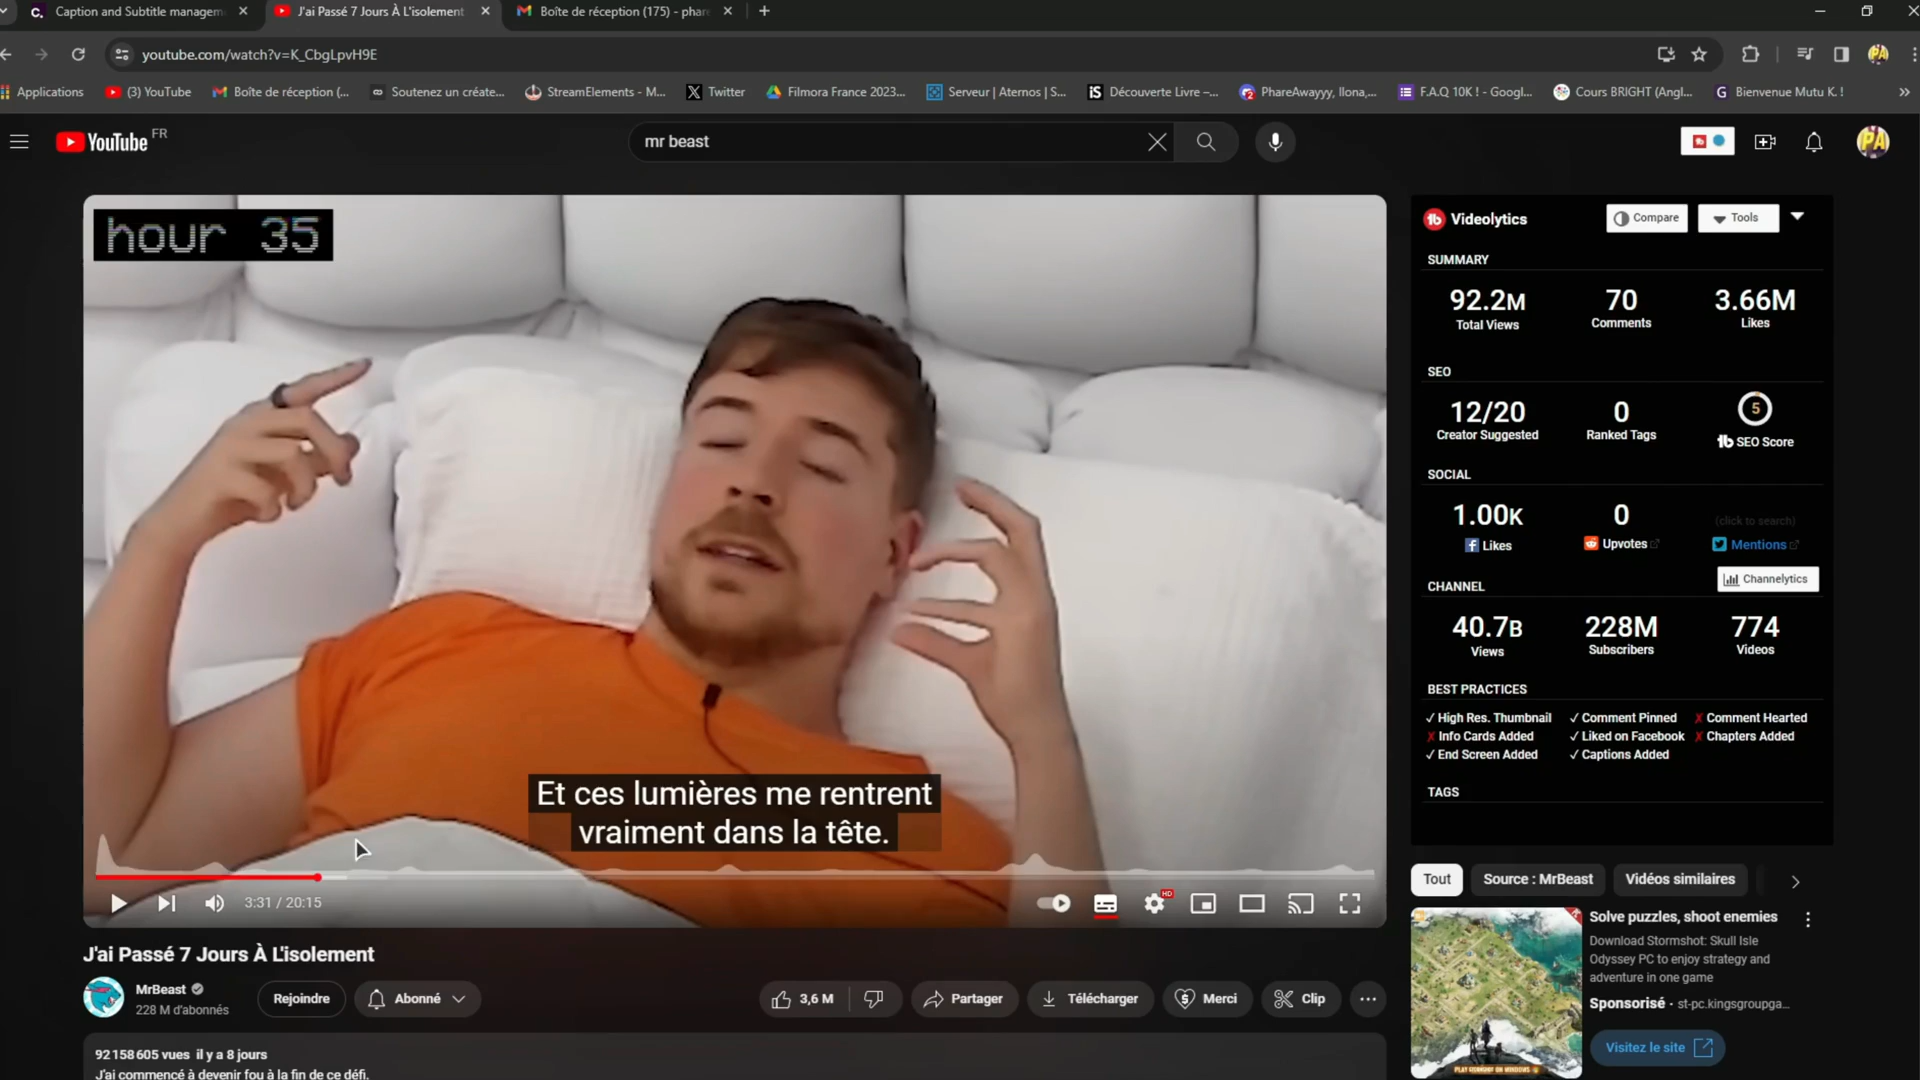 Caption and Subtitle managem
J'ai Passé 7 Jours À L'isolement
Boîte de réception (175) - phar
youtube.com/watch?v=K_CbgLpvH9E
Applications
(3) YouTube
Boîte de réception (...
Soutenez un créate...
StreamElements - M...
Twitter
Filmora France 2023...
Serveur | Aternos | S...
Découverte Livre –...
PhareAwayyy, Ilona,...
F.A.Q 10K ! - Googl...
Cours BRIGHT (Angl...
Bienvenue Mutu K. !
YouTube FR
mr beast
hour 35
Et ces lumières me rentrent
vraiment dans la tête.
3:31 / 20:15
HD
J'ai Passé 7 Jours À L'isolement
MrBeast
228 M d'abonnés
Rejoindre
Abonné
3,6 M
Partager
Télécharger
Merci
Clip
92 158 605 vues il y a 8 jours
J'ai commencé à devenir fou à la fin de ce défi.
Videolytics
Compare
Tools
SUMMARY
92.2M
70
3.66M
Total Views
Comments
Likes
SEO
12/20
0
5
Creator Suggested
Ranked Tags
SEO Score
SOCIAL
1.00K
0
(click to search)
Likes
Upvotes
Mentions
Channelytics
CHANNEL
40.7B
228M
774
Views
Subscribers
Videos
BEST PRACTICES
✓ High Res. Thumbnail
✓ Comment Pinned
✗ Comment Hearted
✗ Info Cards Added
✓ Liked on Facebook
✗ Chapters Added
✓ End Screen Added
✓ Captions Added
TAGS
Tout
Source : MrBeast
Vidéos similaires
Solve puzzles, shoot enemies
Download Stormshot: Skull Isle
Odyssey PC to enjoy strategy and
adventure in one game
Sponsorisé · st-pc.kingsgroupga...
Visitez le site